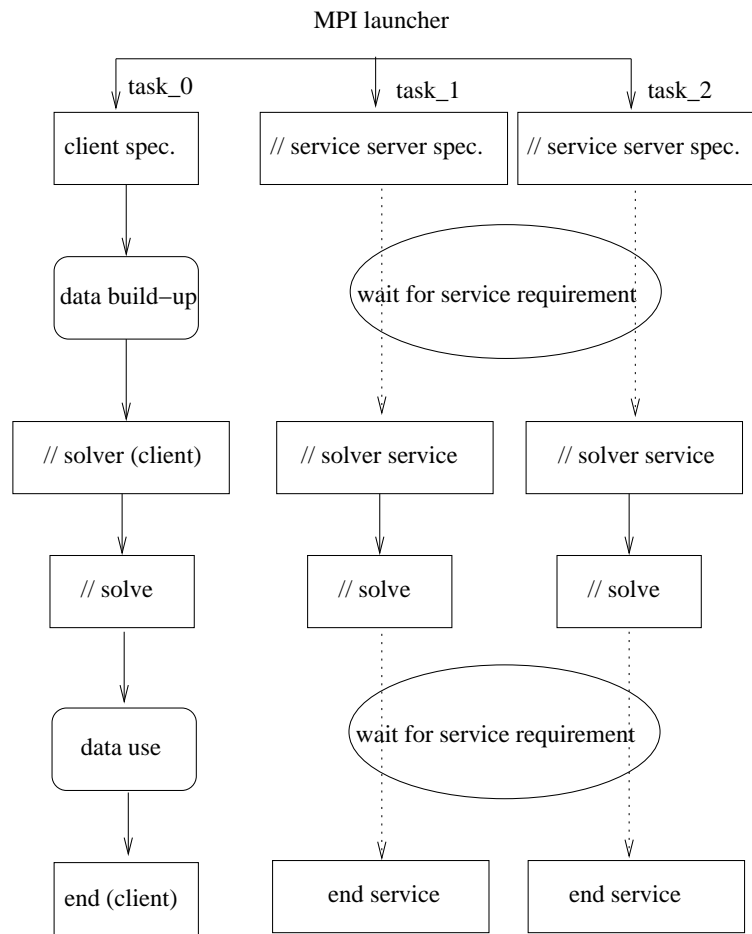 MPI launcher
task_0
task_1
task_2
client spec.
// service server spec.
// service server spec.
data build−up
wait for service requirement
// solver (client)
// solver service
// solver service
// solve
// solve
// solve
data use
wait for service requirement
end (client)
end service
end service